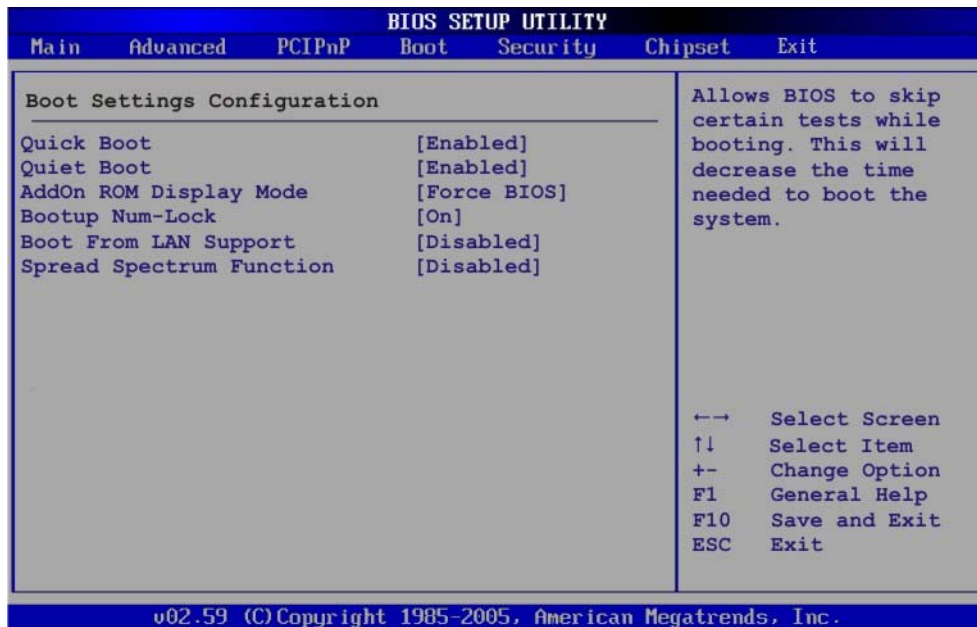 BIOS SETUP UTILITY
Main Advanced PCIPnP Boot Security Chipset Exit
Boot Settings Configuration
Quick Boot [Enabled]
Quiet Boot [Enabled]
AddOn ROM Display Mode [Force BIOS]
Bootup Num-Lock [On]
Boot From LAN Support [Disabled]
Spread Spectrum Function [Disabled]
Allows BIOS to skip
certain tests while
booting. This will
decrease the time
needed to boot the
system.
←→ Select Screen
↑↓ Select Item
+- Change Option
F1 General Help
F10 Save and Exit
ESC Exit
v02.59 (C)Copyright 1985-2005, American Megatrends, Inc.